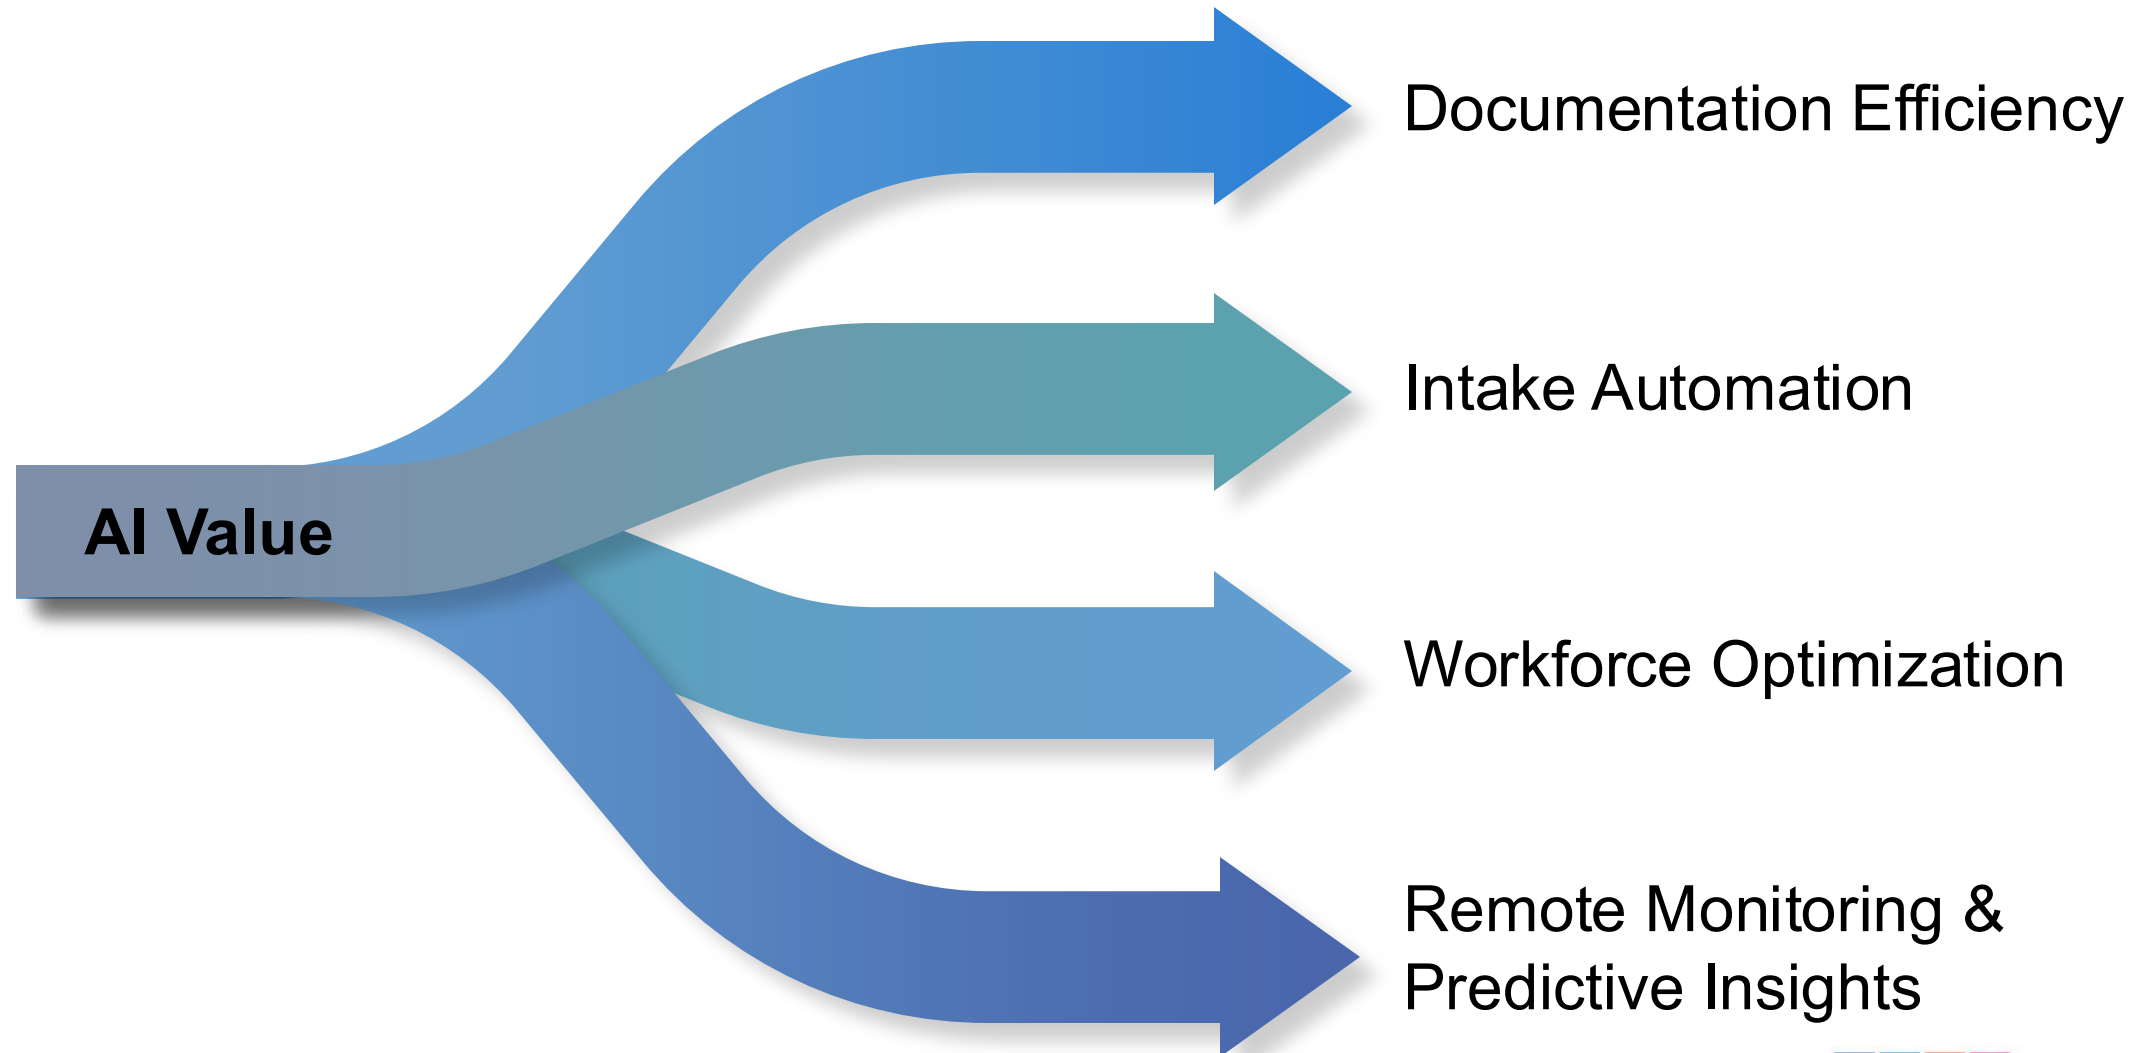 Documentation Efficiency
Intake Automation
AI Value
Workforce Optimization
Remote Monitoring &
Predictive Insights